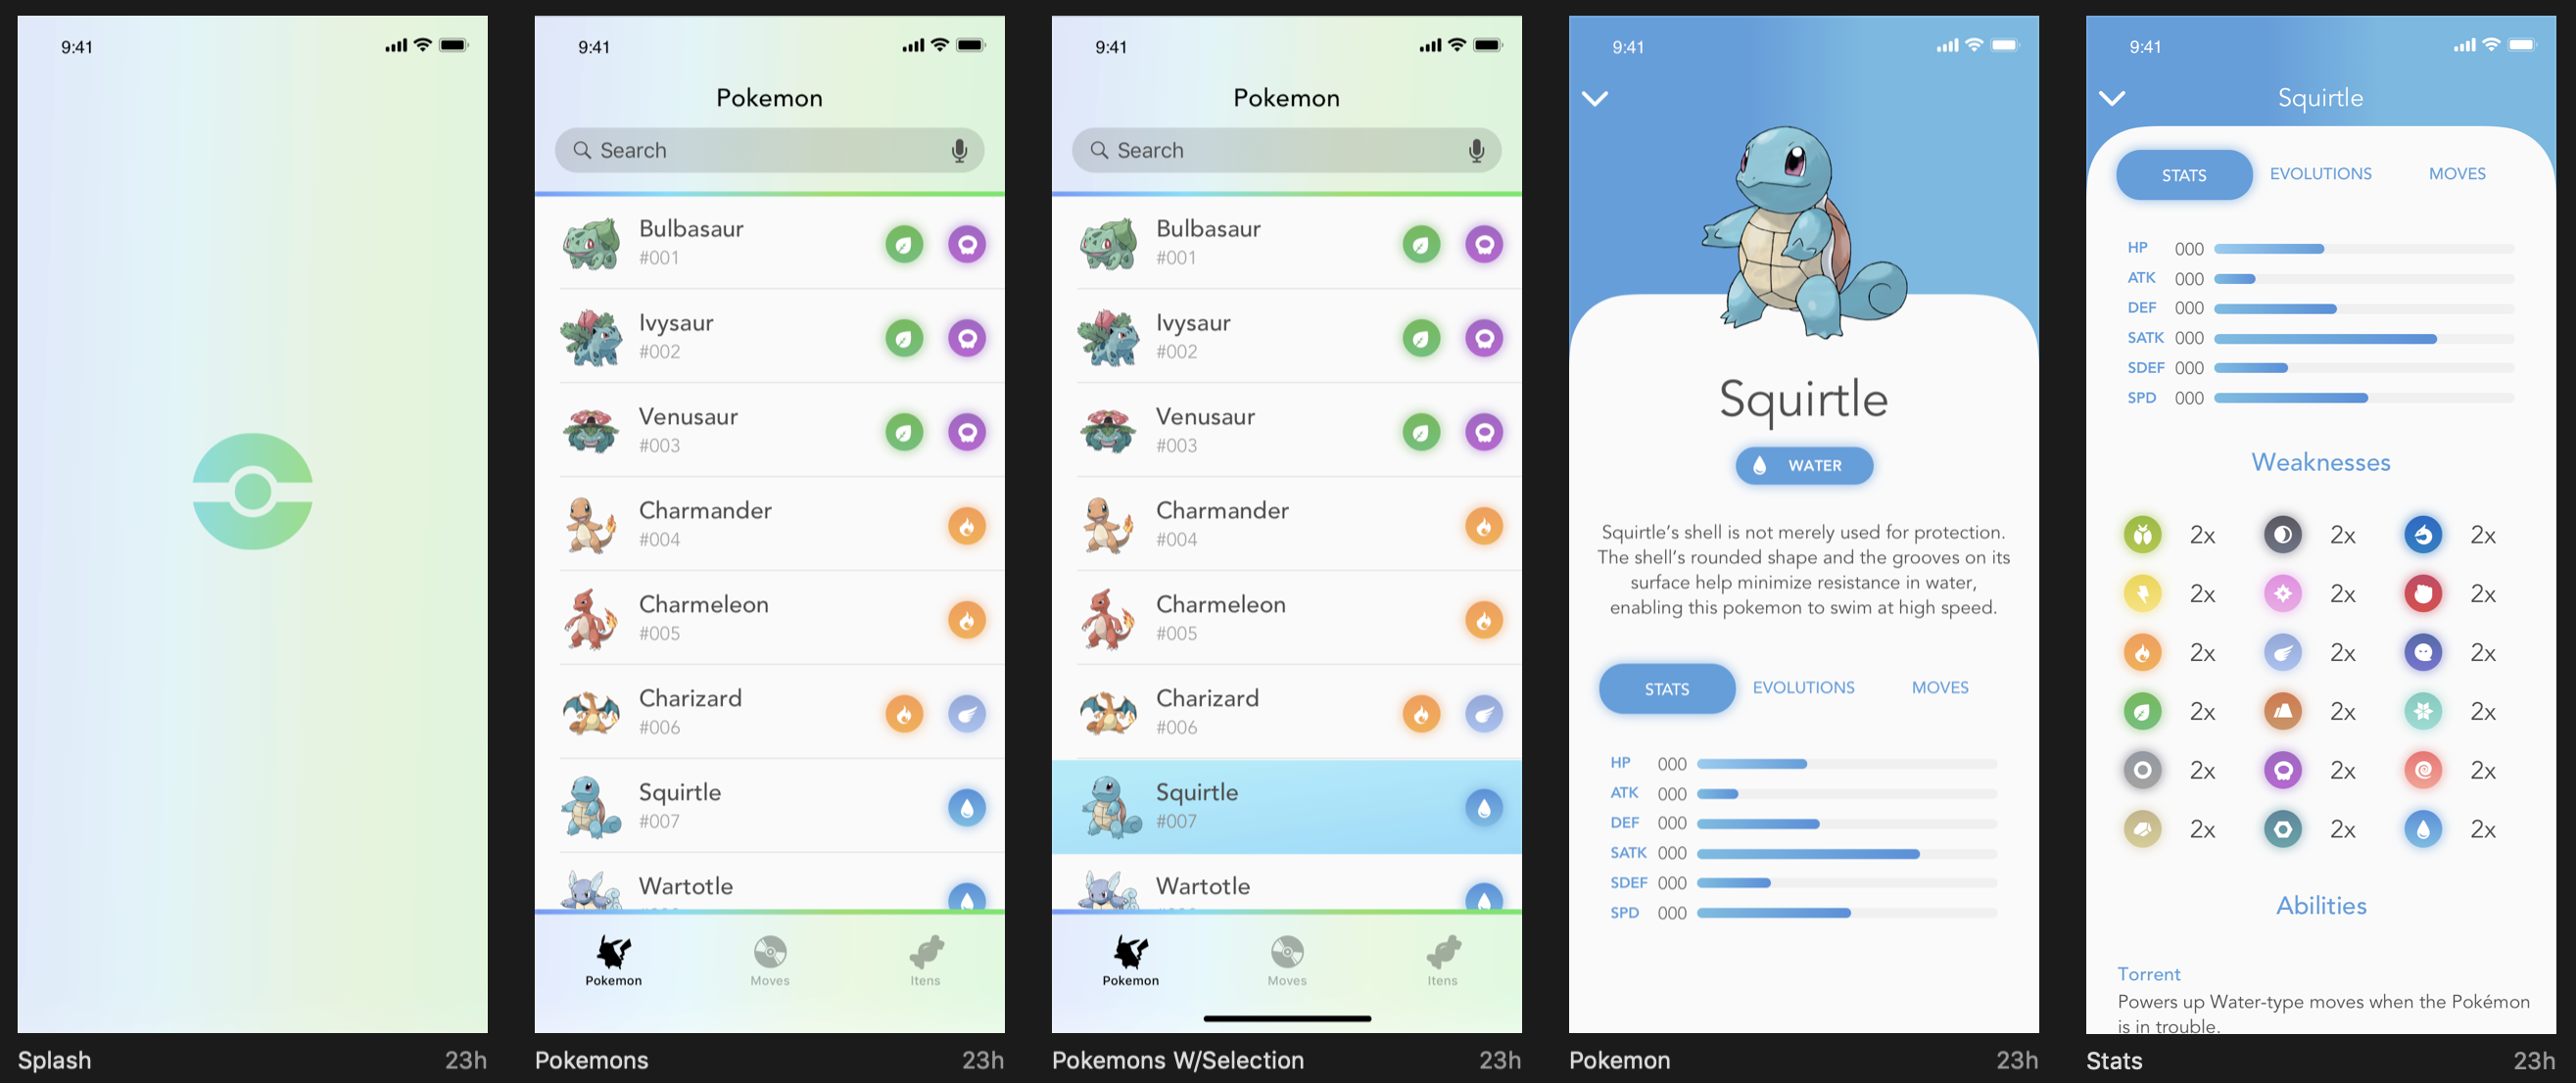 9:41
Splash
23h
9:41
Pokemon
Search
Bulbasaur
#001
Ivysaur
#002
Venusaur
#003
Charmander
#004
Charmeleon
#005
Charizard
#006
Squirtle
#007
Wartotle
Pokemon
Moves
Itens
Pokemons
23h
9:41
Pokemon
Search
Bulbasaur
#001
Ivysaur
#002
Venusaur
#003
Charmander
#004
Charmeleon
#005
Charizard
#006
Squirtle
#007
Wartotle
Pokemon
Moves
Itens
Pokemons W/Selection
23h
9:41
Squirtle
WATER
Squirtle's shell is not merely used for protection.
The shell's rounded shape and the grooves on its
surface help minimize resistance in water,
enabling this pokemon to swim at high speed.
STATS EVOLUTIONS MOVES
HP 000
ATK 000
DEF 000
SATK 000
SDEF 000
SPD 000
Pokemon
23h
9:41
Squirtle
STATS EVOLUTIONS MOVES
HP 000
ATK 000
DEF 000
SATK 000
SDEF 000
SPD 000
Weaknesses
2x 2x 2x
2x 2x 2x
2x 2x 2x
2x 2x 2x
2x 2x 2x
2x 2x 2x
Abilities
Torrent
Powers up Water-type moves when the Pokémon
is in trouble.
Stats
23h